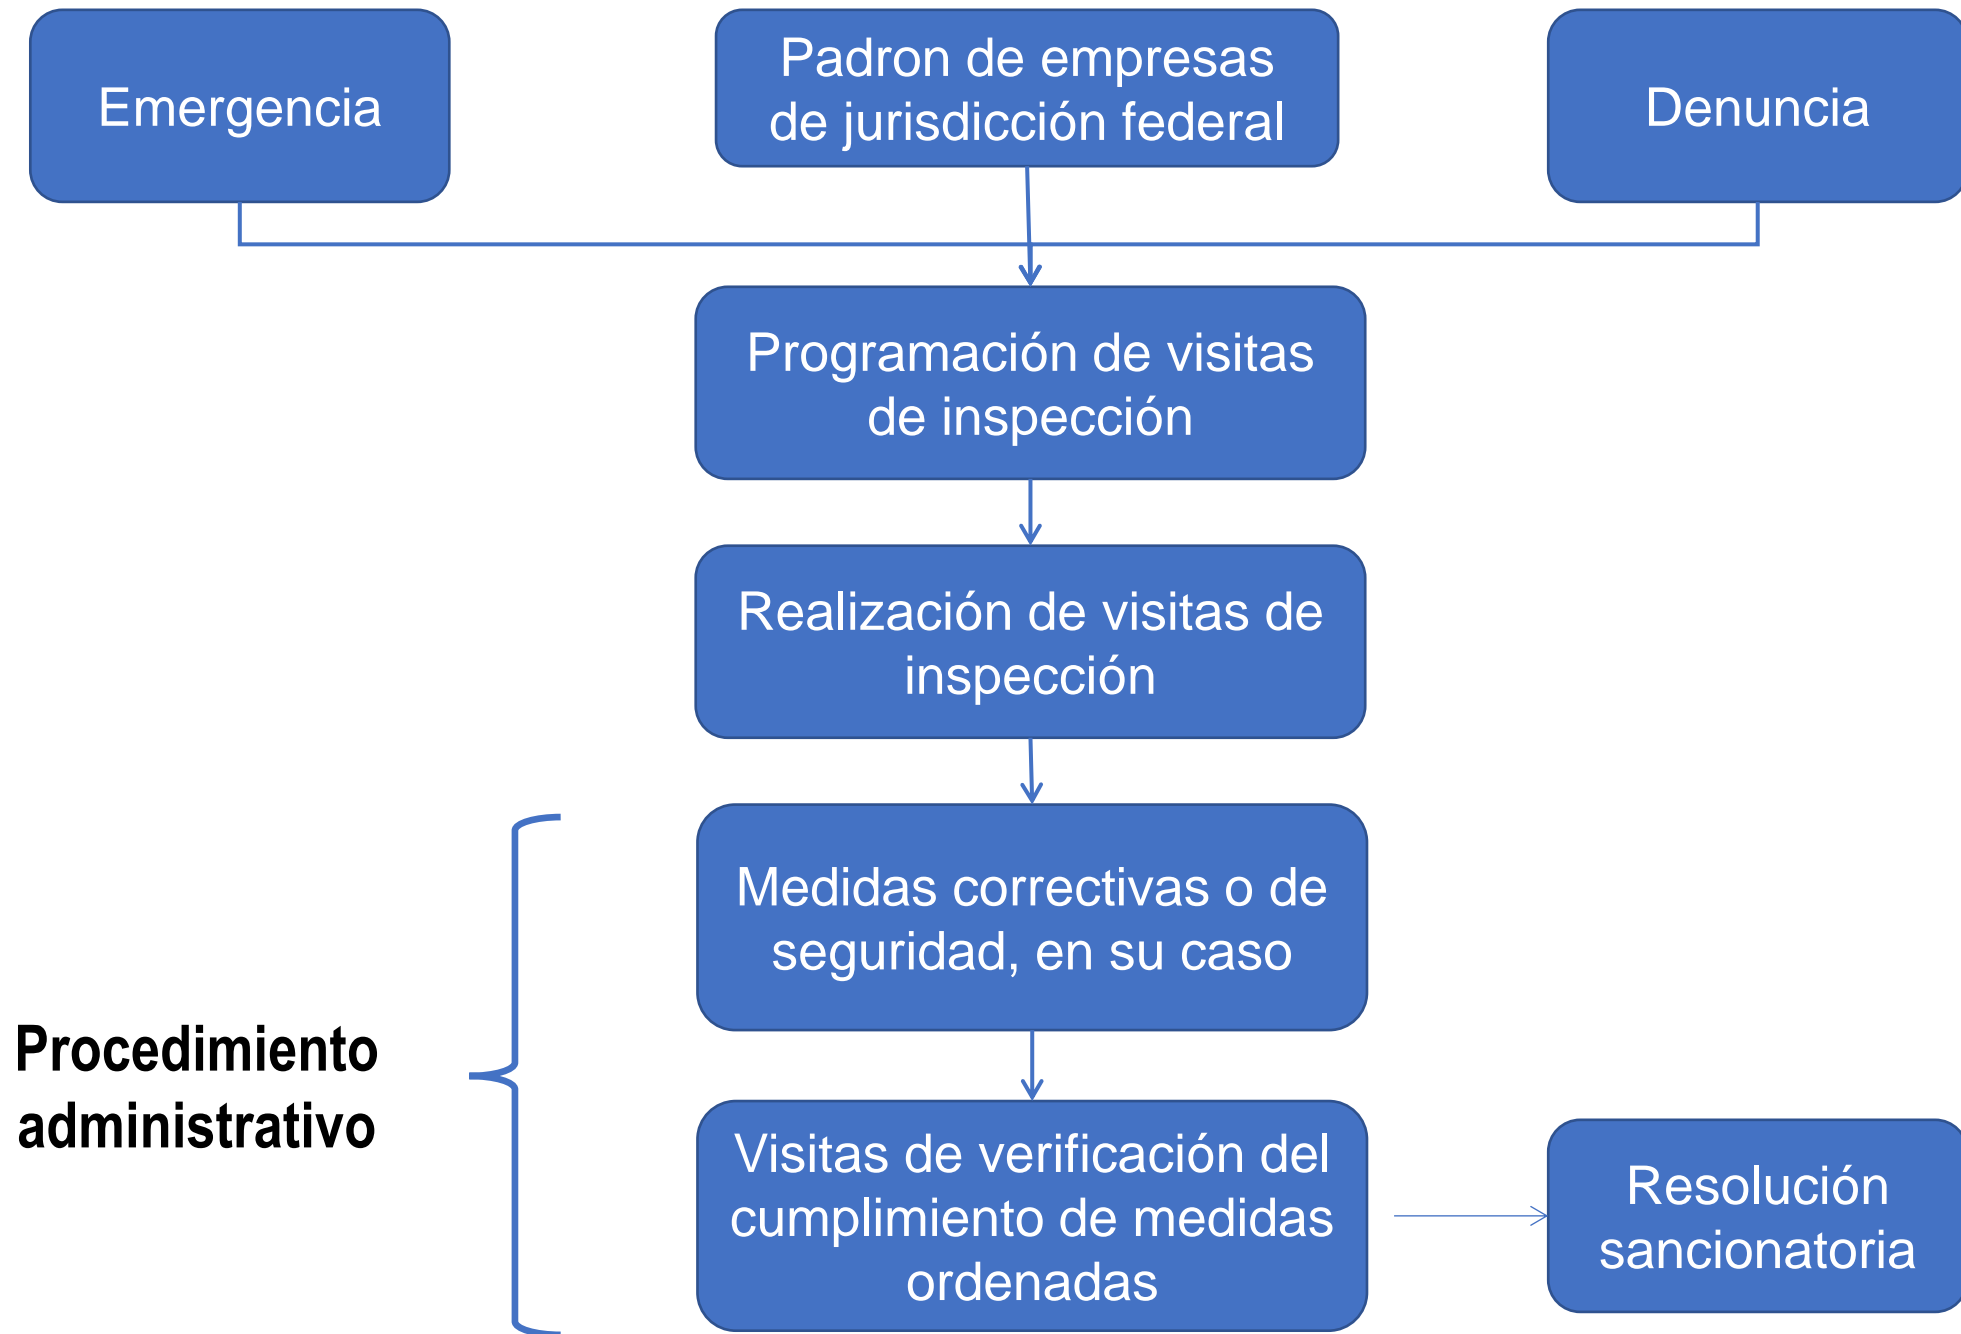 Emergencia
Padron de empresas
de jurisdicción federal
Denuncia
Programación de visitas
de inspección
Realización de visitas de
inspección
Medidas correctivas o de
seguridad, en su caso
Procedimiento
administrativo
Visitas de verificación del
cumplimiento de medidas
ordenadas
Resolución
sancionatoria